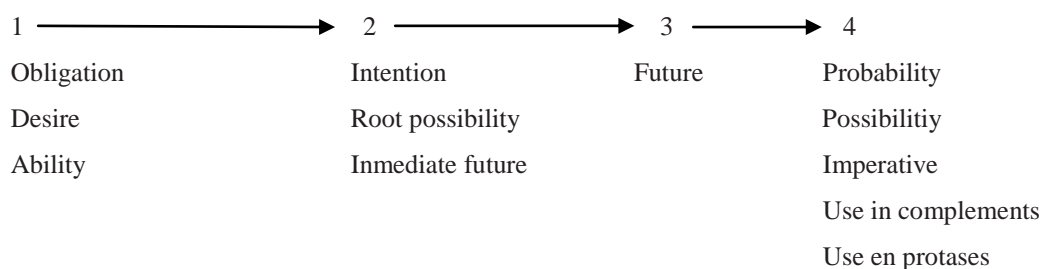 1 2 3 4
Obligation Intention Future Probability
Desire Root possibility Possibilitiy
Ability Inmediate future Imperative
Use in complements
Use en protases